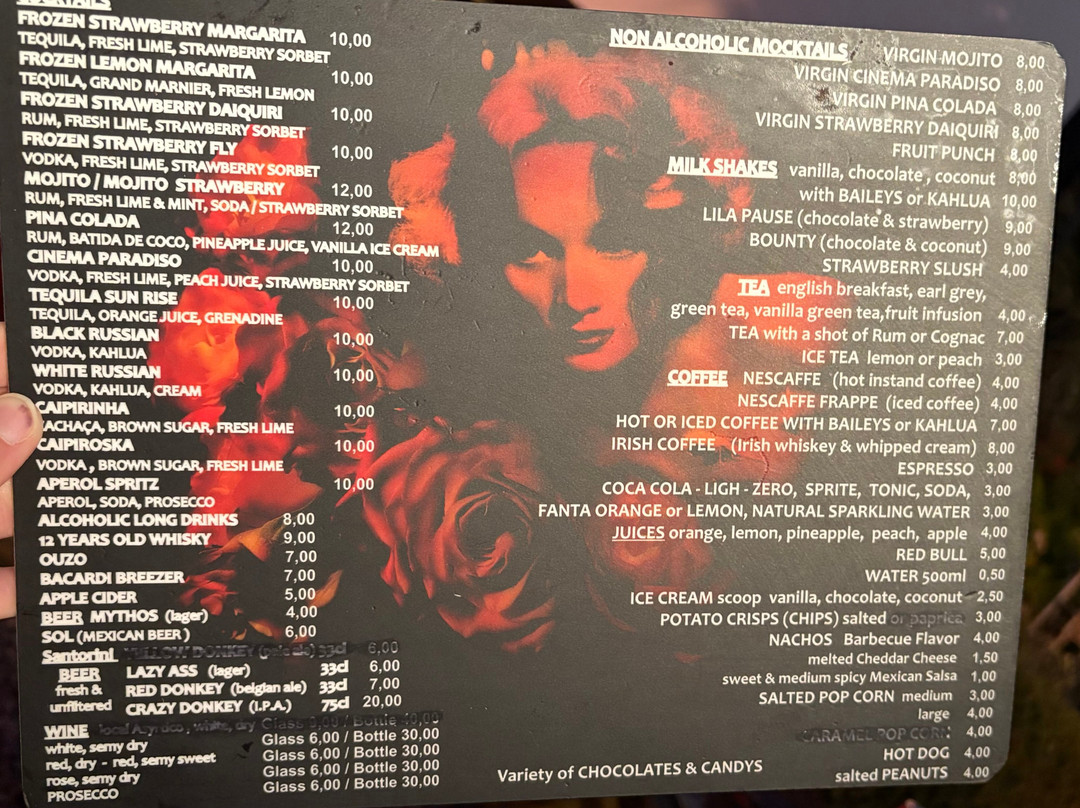 COCKTAILS
FROZEN STRAWBERRY MARGARITA 10,00
TEQUILA, FRESH LIME, STRAWBERRY SORBET
FROZEN LEMON MARGARITA 10,00
TEQUILA, GRAND MARNIER, FRESH LEMON
FROZEN STRAWBERRY DAIQUIRI 10,00
RUM, FRESH LIME, STRAWBERRY SORBET
FROZEN STRAWBERRY FLY 10,00
VODKA, FRESH LIME, STRAWBERRY SORBET
MOJITO / MOJITO STRAWBERRY 12,00
RUM, FRESH LIME & MINT, SODA / STRAWBERRY SORBET
PINA COLADA 12,00
RUM, BATIDA DE COCO, PINEAPPLE JUICE, VANILLA ICE CREAM
CINEMA PARADISO 10,00
VODKA, FRESH LIME, PEACH JUICE, STRAWBERRY SORBET
TEQUILA SUN RISE 10,00
TEQUILA, ORANGE JUICE, GRENADINE
BLACK RUSSIAN 10,00
VODKA, KAHLUA
WHITE RUSSIAN 10,00
VODKA, KAHLUA, CREAM
CAIPIRINHA 10,00
CACHAÇA, BROWN SUGAR, FRESH LIME
CAIPIROSKA 10,00
VODKA , BROWN SUGAR, FRESH LIME
APEROL SPRITZ 10,00
APEROL, SODA, PROSECCO
ALCOHOLIC LONG DRINKS 8,00
12 YEARS OLD WHISKY 9,00
OUZO 7,00
BACARDI BREEZER 7,00
APPLE CIDER 5,00
BEER MYTHOS (lager) 4,00
SOL (MEXICAN BEER ) 6,00
Santorini YELLOW DONKEY (pale ale) 33cl 6,00
BEER LAZY ASS (lager) 33cl 6,00
fresh & RED DONKEY (belgian ale) 33cl 7,00
unfiltered CRAZY DONKEY (I.P.A.) 75cl 20,00
WINE local Asyrtico , white, dry Glass / Bottle
white, semy dry Glass 6,00 / Bottle 30,00
red, dry - red, semy sweet Glass 6,00 / Bottle 30,00
rose, semy dry Glass 6,00 / Bottle 30,00
PROSECCO Glass 6,00 / Bottle 30,00
NON ALCOHOLIC MOCKTAILS VIRGIN MOJITO 8,00
VIRGIN CINEMA PARADISO 8,00
VIRGIN PINA COLADA 8,00
VIRGIN STRAWBERRY DAIQUIRI 8,00
FRUIT PUNCH 8,00
MILK SHAKES vanilla, chocolate , coconut 8,00
with BAILEYS or KAHLUA 10,00
LILA PAUSE (chocolate & strawberry) 9,00
BOUNTY (chocolate & coconut) 9,00
STRAWBERRY SLUSH 4,00
TEA english breakfast, earl grey,
green tea, vanilla green tea,fruit infusion 4,00
TEA with a shot of Rum or Cognac 7,00
ICE TEA lemon or peach 3,00
COFFEE NESCAFFE (hot instand coffee) 4,00
NESCAFFE FRAPPE (iced coffee) 4,00
HOT OR ICED COFFEE WITH BAILEYS or KAHLUA 7,00
IRISH COFFEE (Irish whiskey & whipped cream) 8,00
ESPRESSO 3,00
COCA COLA - LIGH - ZERO, SPRITE, TONIC, SODA, 3,00
FANTA ORANGE or LEMON, NATURAL SPARKLING WATER 3,00
JUICES orange, lemon, pineapple, peach, apple 4,00
RED BULL 5,00
WATER 500ml 0,50
ICE CREAM scoop vanilla, chocolate, coconut 2,50
POTATO CRISPS (CHIPS) salted or paprica 3,00
NACHOS Barbecue Flavor 4,00
melted Cheddar Cheese 1,50
sweet & medium spicy Mexican Salsa 1,00
SALTED POP CORN medium 3,00
large 4,00
CARAMEL POP CORN 4,00
HOT DOG 4,00
salted PEANUTS 4,00
Variety of CHOCOLATES & CANDYS